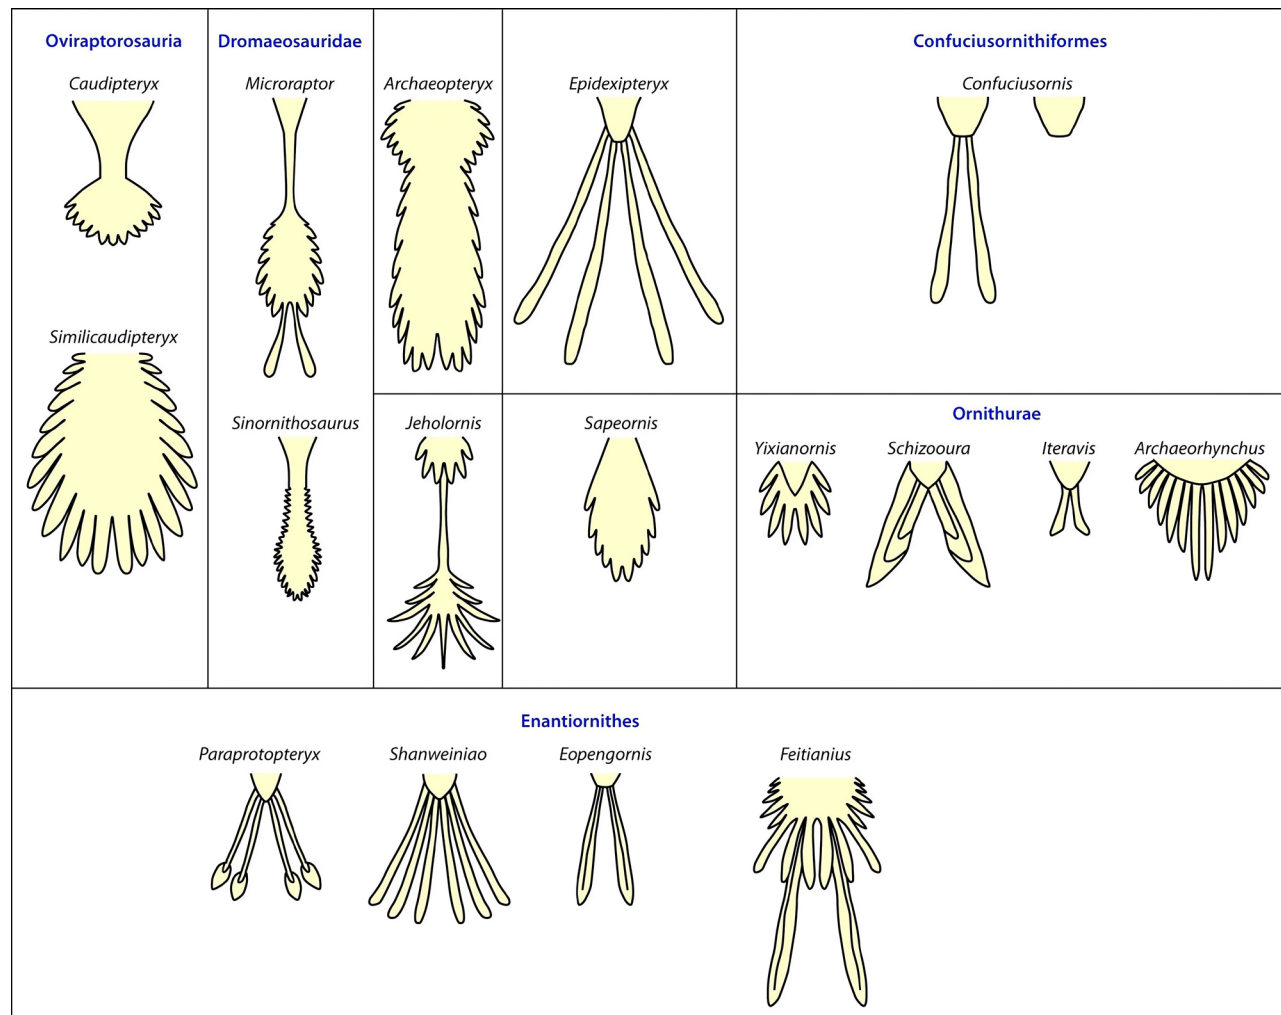 Oviraptorosauria
Dromaeosauridae
Confuciusornithiformes
Caudipteryx
Microraptor
Archaeopteryx
Epidexipteryx
Confuciusornis
Similicaudipteryx
Sinornithosaurus
Jeholornis
Sapeornis
Ornithurae
Yixianornis
Schizooura
Iteravis
Archaeorhynchus
Enantiornithes
Paraprotopteryx
Shanweiniao
Eopengornis
Feitianius